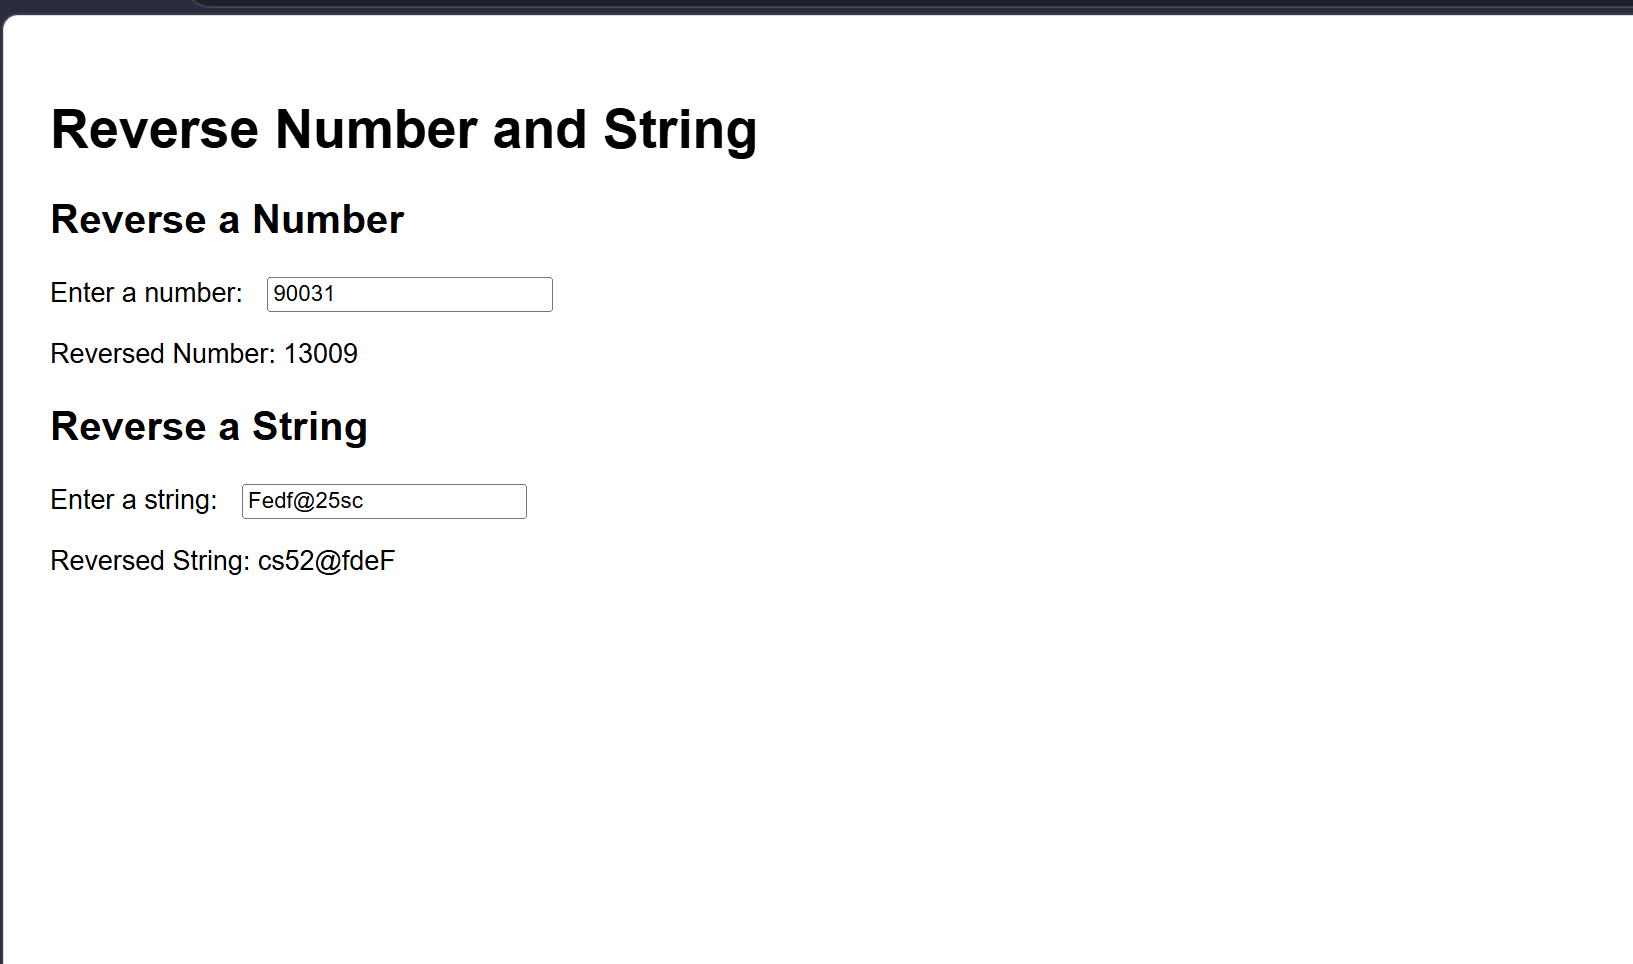 Reverse Number and String
Reverse a Number
Enter a number: 90031
Reversed Number: 13009
Reverse a String
Enter a string: Fedf@25sc
Reversed String: cs52@fdeF